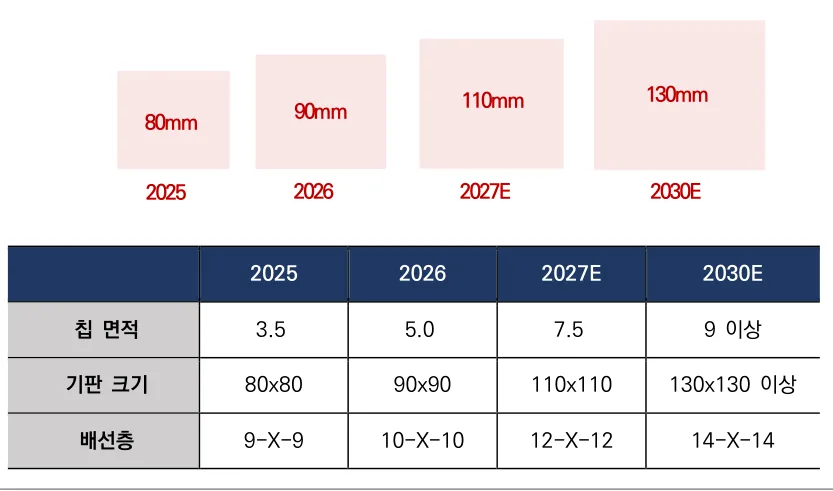 80mm 90mm 110mm 130mm
2025 2026 2027E 2030E
2025 2026 2027E 2030E
칩 면적 3.5 5.0 7.5 9 이상
기판 크기 80x80 90x90 110x110 130x130 이상
배선층 9-X-9 10-X-10 12-X-12 14-X-14